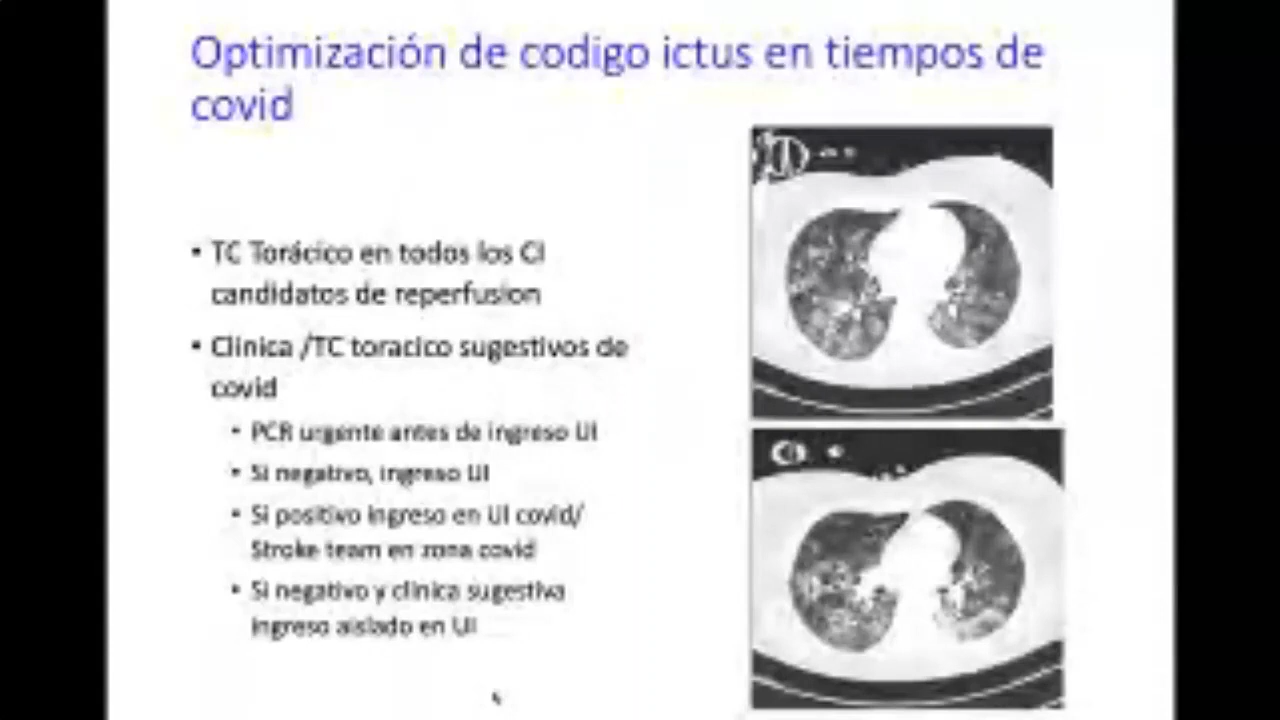 Optimización de codigo ictus en tiempos de
covid
• TC Torácico en todos los CI
candidatos de reperfusion
• Clinica /TC toracico sugestivos de
covid
• PCR urgente antes de ingreso UI
• Si negativo, ingreso UI
• Si positivo ingreso en UI covid/
Stroke team en zona covid
• Si negativo y clinica sugestiva
ingreso aislado en UI